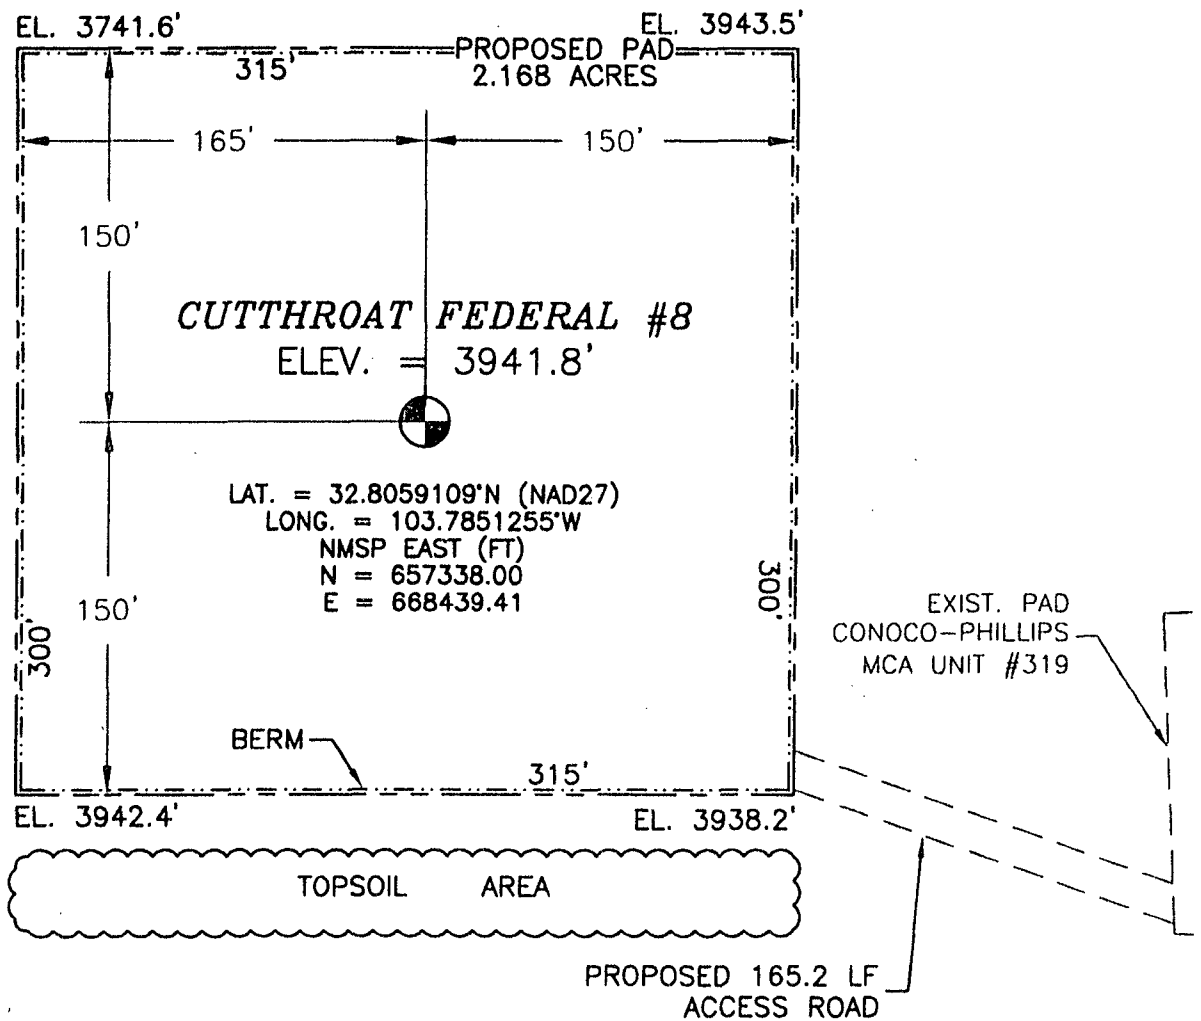 EL. 3741.6'
EL. 3943.5'
PROPOSED PAD
2.168 ACRES
315'
165'
150'
150'
CUTTHROAT FEDERAL #8
ELEV. = 3941.8'
LAT. = 32.8059109°N (NAD27)
LONG. = 103.7851255°W
NMSP EAST (FT)
N = 657338.00
E = 668439.41
150'
300'
300'
EXIST. PAD
CONOCO-PHILLIPS
MCA UNIT #319
BERM
315'
EL. 3942.4'
EL. 3938.2'
TOPSOIL AREA
PROPOSED 165.2 LF
ACCESS ROAD